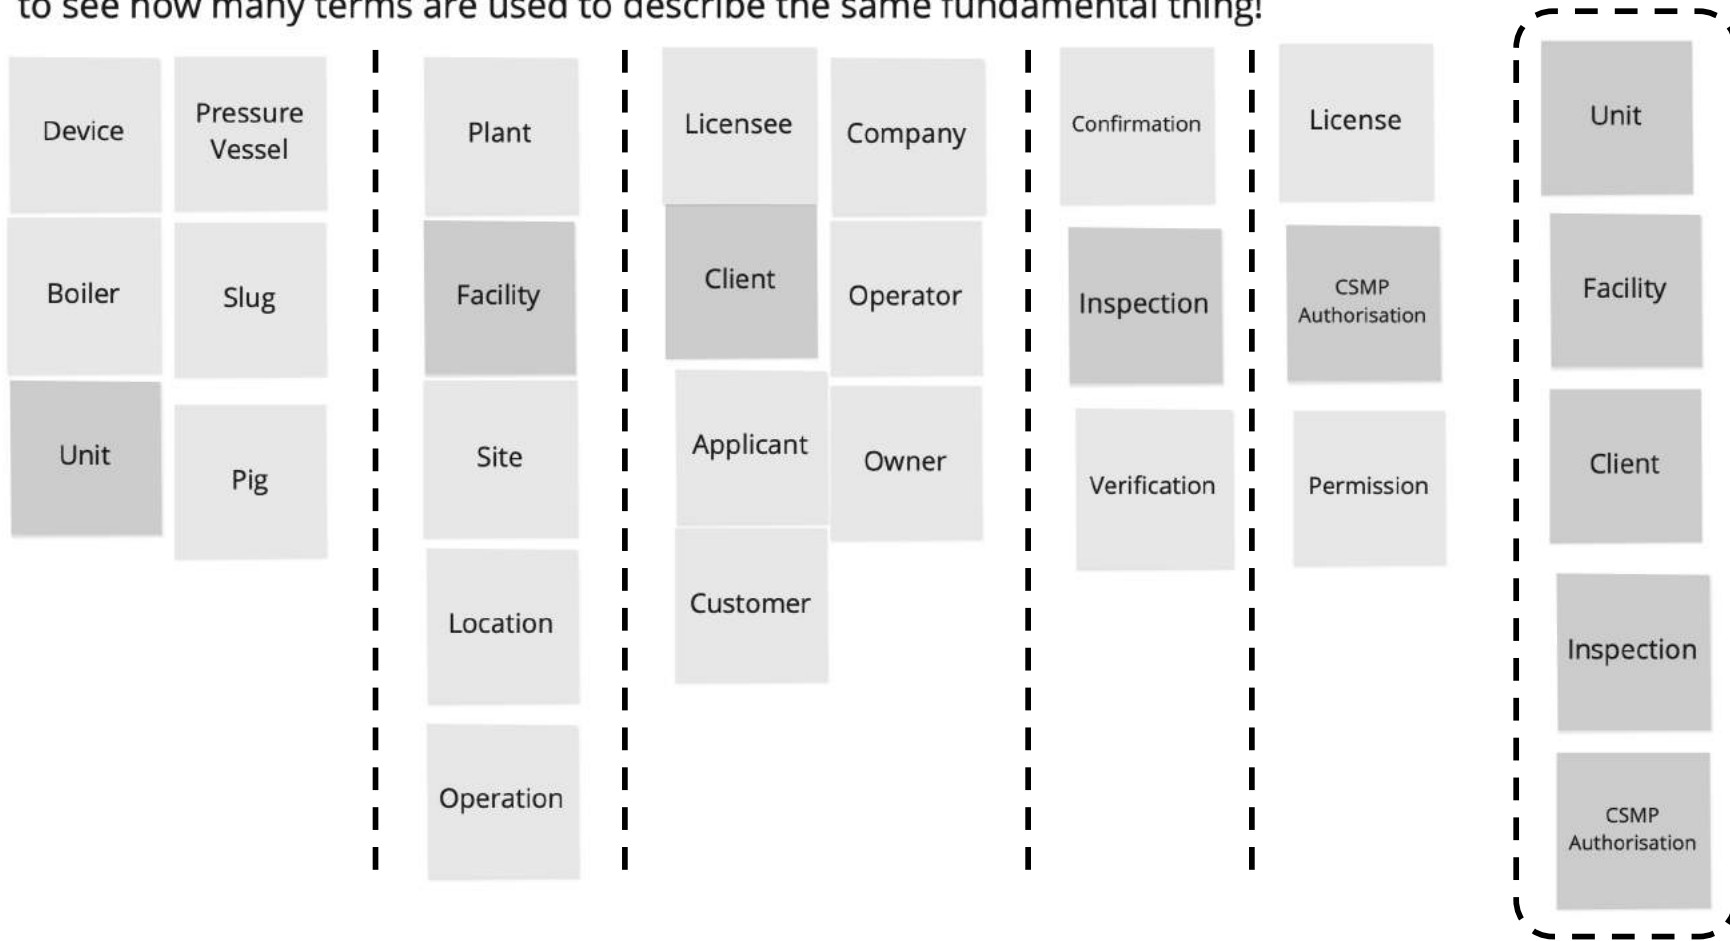 to see how many terms are used to describe the same fundamental thing!
Device
Pressure
Vessel
Boiler
Slug
Unit
Pig
Plant
Facility
Site
Location
Operation
Licensee
Company
Client
Operator
Applicant
Owner
Customer
Confirmation
Inspection
Verification
License
CSMP
Authorisation
Permission
Unit
Facility
Client
Inspection
CSMP
Authorisation